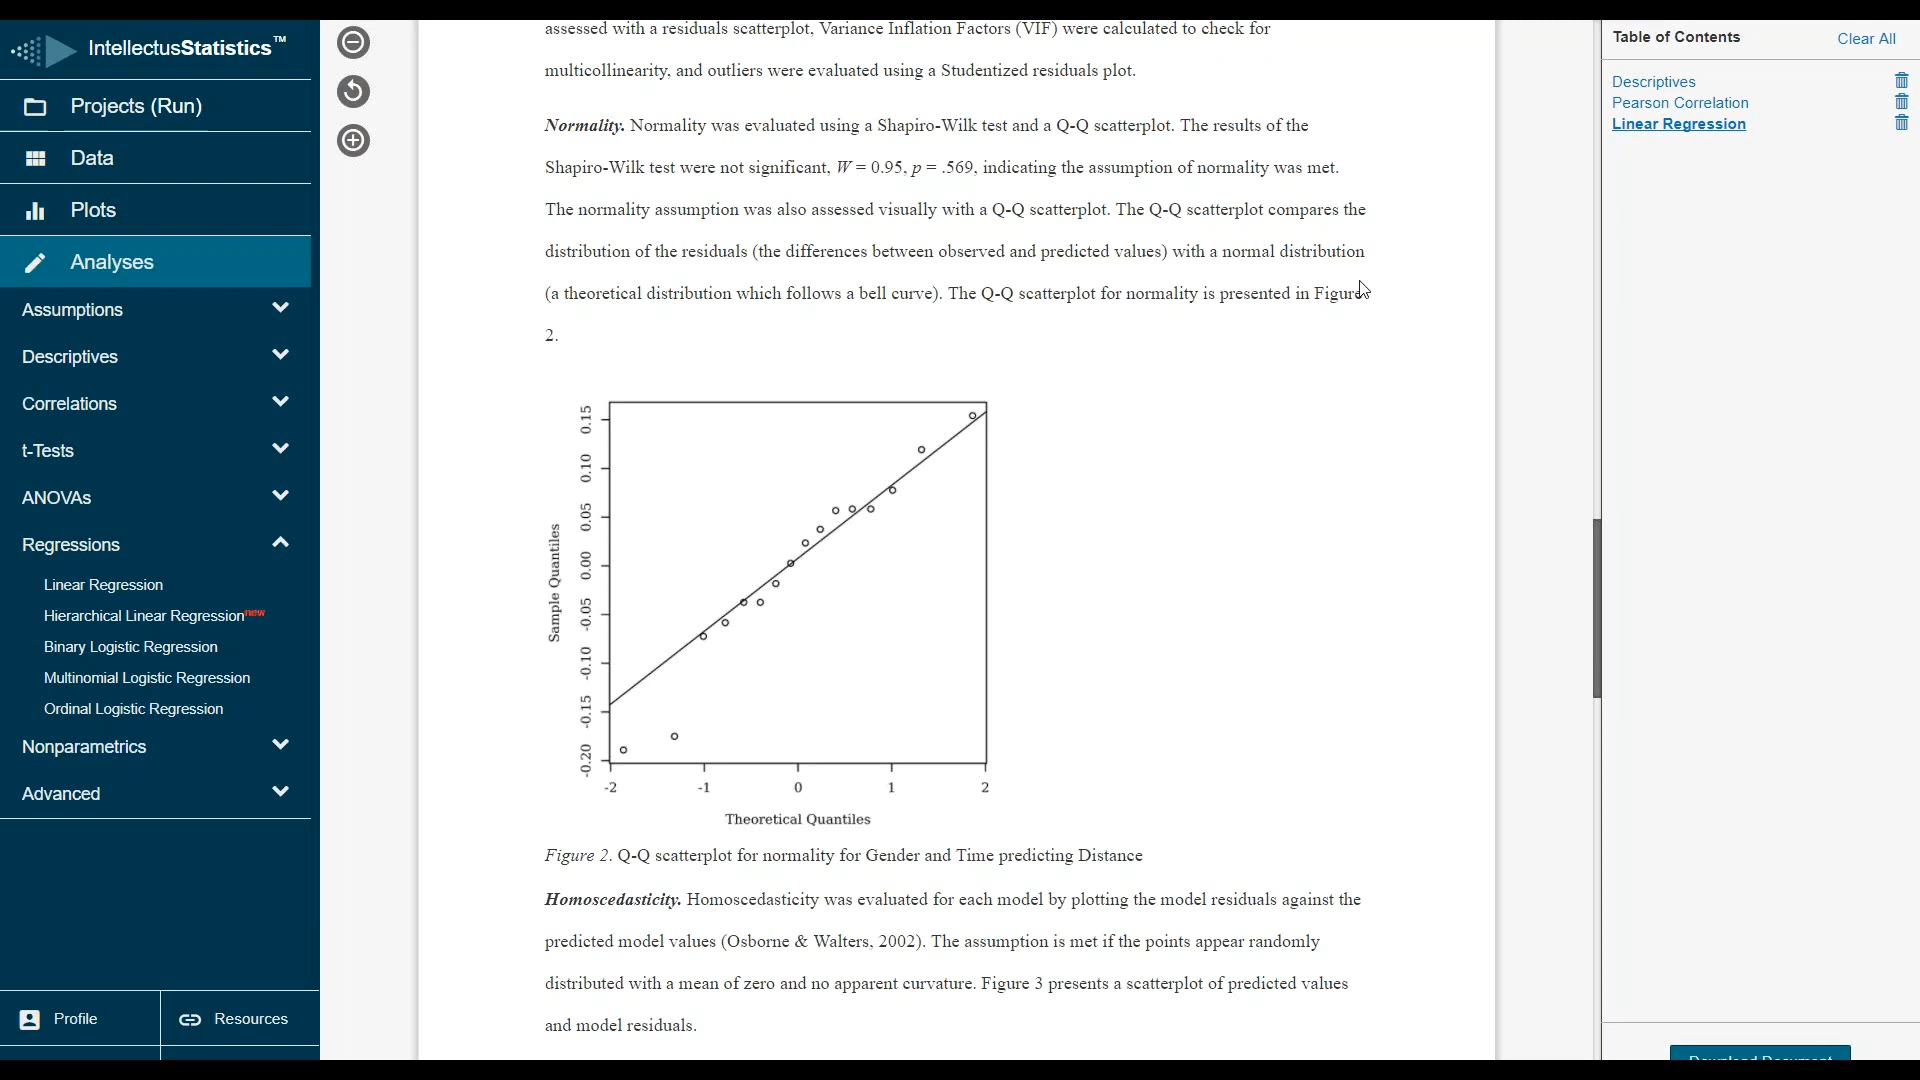 IntellectusStatistics™
Projects (Run)
Data
Plots
Analyses
Assumptions
Descriptives
Correlations
t-Tests
ANOVAs
Regressions
Linear Regression
Hierarchical Linear Regression new
Binary Logistic Regression
Multinomial Logistic Regression
Ordinal Logistic Regression
Nonparametrics
Advanced
Profile
Resources
assessed with a residuals scatterplot, Variance Inflation Factors (VIF) were calculated to check for
multicollinearity, and outliers were evaluated using a Studentized residuals plot.
Normality. Normality was evaluated using a Shapiro-Wilk test and a Q-Q scatterplot. The results of the
Shapiro-Wilk test were not significant, W = 0.95, p = .569, indicating the assumption of normality was met.
The normality assumption was also assessed visually with a Q-Q scatterplot. The Q-Q scatterplot compares the
distribution of the residuals (the differences between observed and predicted values) with a normal distribution
(a theoretical distribution which follows a bell curve). The Q-Q scatterplot for normality is presented in Figure
2.
Sample Quantiles
0.15
0.10
0.05
0.00
-0.05
-0.10
-0.15
-0.20
-2 -1 0 1 2
Theoretical Quantiles
Figure 2. Q-Q scatterplot for normality for Gender and Time predicting Distance
Homoscedasticity. Homoscedasticity was evaluated for each model by plotting the model residuals against the
predicted model values (Osborne & Walters, 2002). The assumption is met if the points appear randomly
distributed with a mean of zero and no apparent curvature. Figure 3 presents a scatterplot of predicted values
and model residuals.
Table of Contents
Clear All
Descriptives
Pearson Correlation
Linear Regression
Download Document